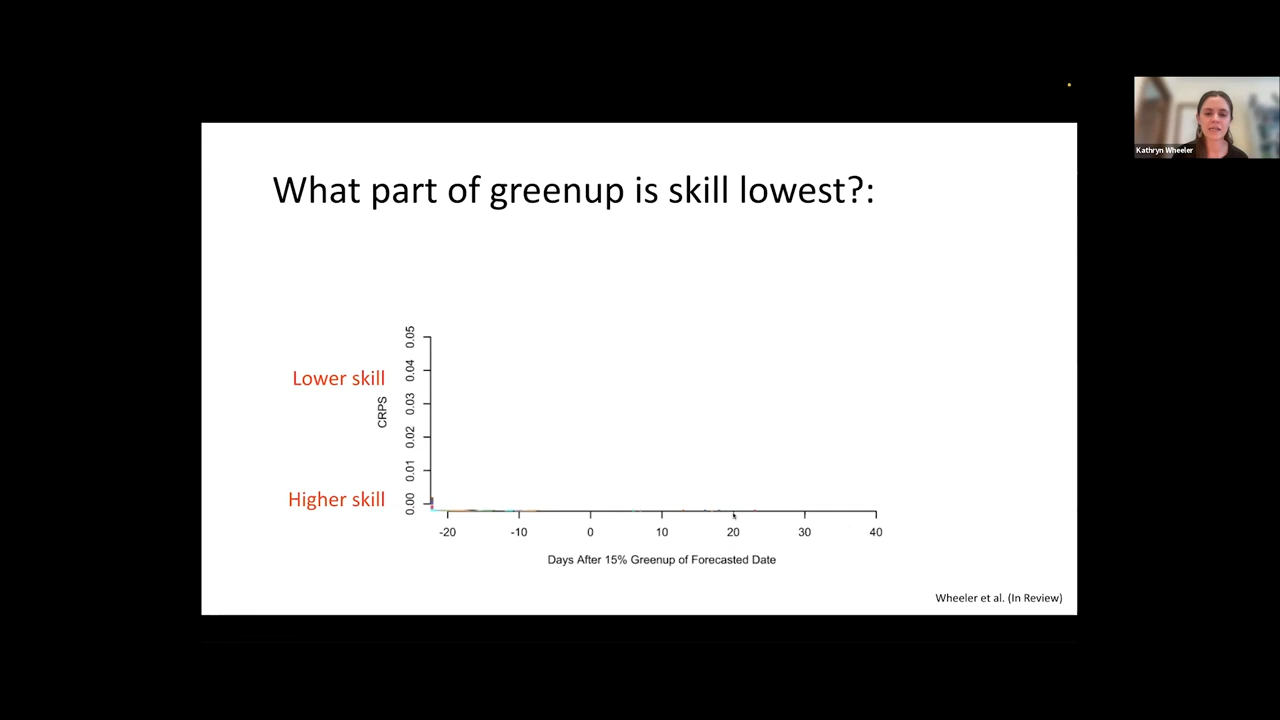 Kathryn Wheeler
What part of greenup is skill lowest?:
Lower skill
Higher skill
CRPS
0.05
0.04
0.03
0.02
0.01
0.00
-20 -10 0 10 20 30 40
Days After 15% Greenup of Forecasted Date
Wheeler et al. (In Review)